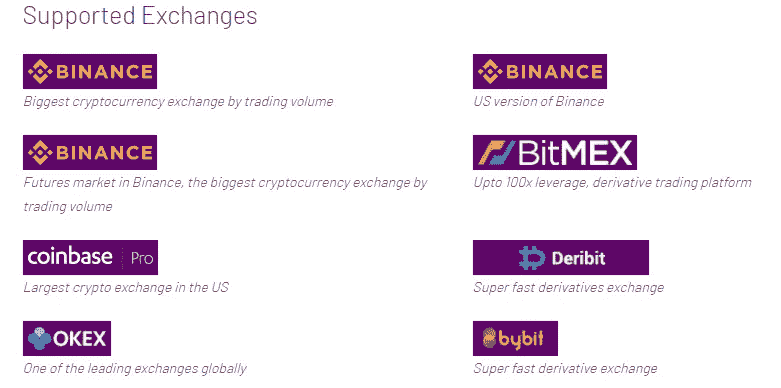 Supported Exchanges
BINANCE
Biggest cryptocurrency exchange by trading volume
BINANCE
US version of Binance
BINANCE
Futures market in Binance, the biggest cryptocurrency exchange by
trading volume
BitMEX
Upto 100x leverage, derivative trading platform
coinbase Pro
Largest crypto exchange in the US
Deribit
Super fast derivatives exchange
OKEX
One of the leading exchanges globally
bybit
Super fast derivative exchange